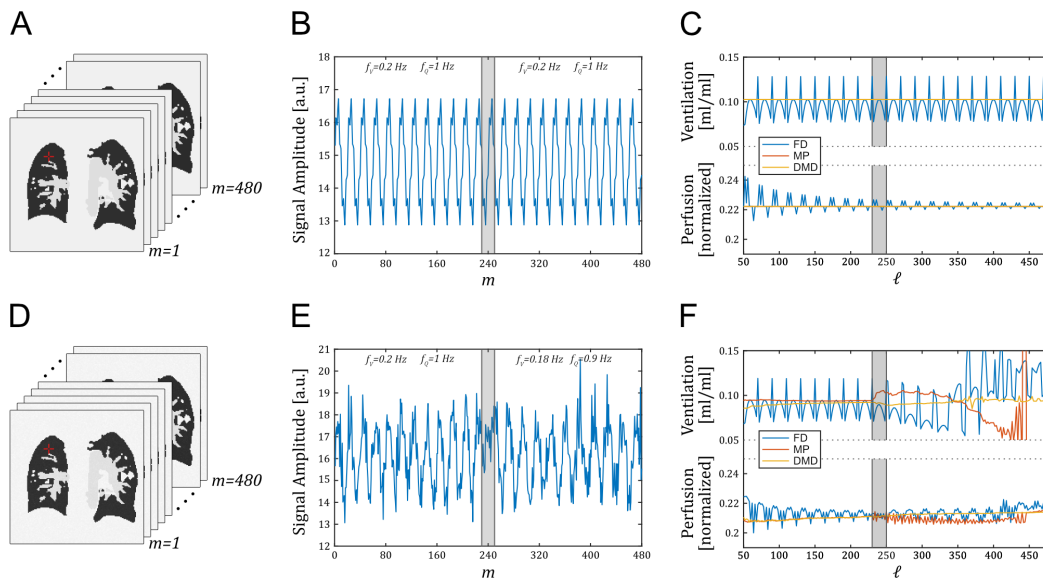 A
m=480
m=1
B
Signal Amplitude [a.u.]
18
17
16
15
14
13
12
f_V=0.2 Hz f_Q=1 Hz
f_V=0.2 Hz f_Q=1 Hz
0 80 160 240 320 400 480
m
C
Ventilation
[ml/ml]
0.15
0.10
0.05
FD
MP
DMD
Perfusion
[normalized]
0.24
0.22
0.2
50 100 150 200 250 300 350 400 450
ℓ
D
m=480
m=1
E
Signal Amplitude [a.u.]
21
20
19
18
17
16
15
14
13
12
f_V=0.2 Hz f_Q=1 Hz
f_V=0.18 Hz f_Q=0.9 Hz
0 80 160 240 320 400 480
m
F
Ventilation
[ml/ml]
0.15
0.10
0.05
FD
MP
DMD
Perfusion
[normalized]
0.24
0.22
0.2
50 100 150 200 250 300 350 400 450
ℓ